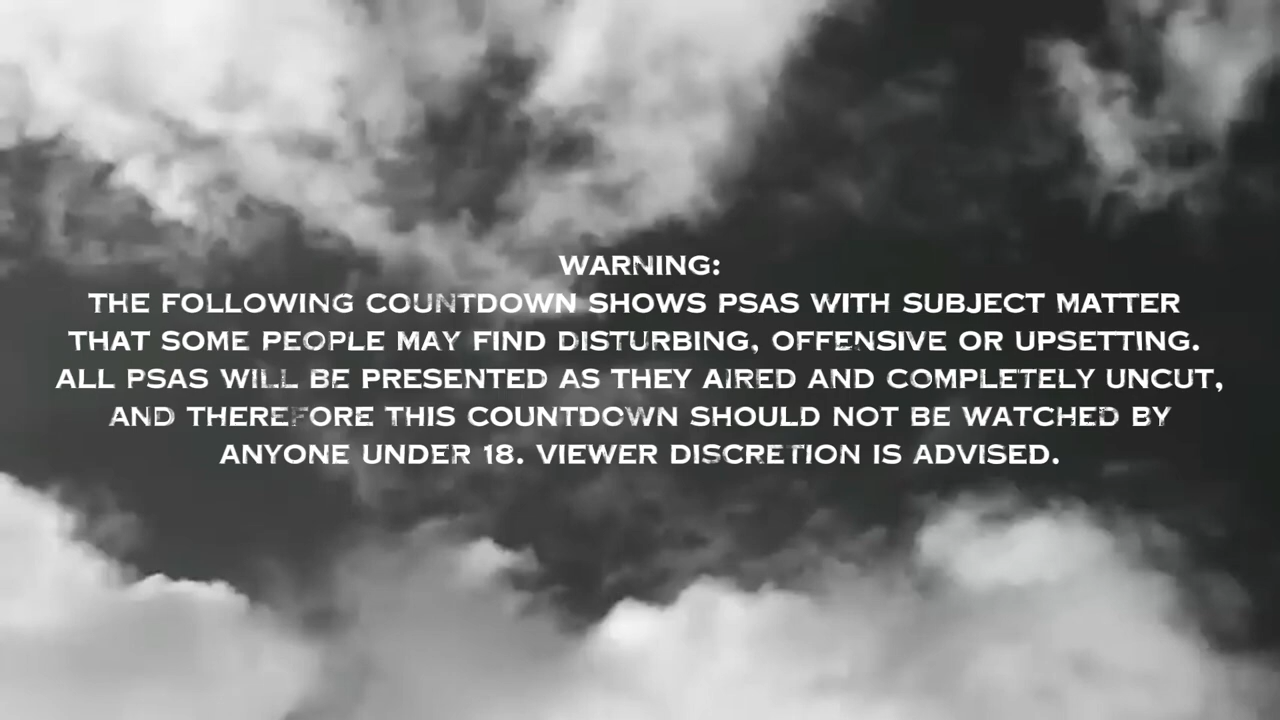 WARNING:
THE FOLLOWING COUNTDOWN SHOWS PSAS WITH SUBJECT MATTER
THAT SOME PEOPLE MAY FIND DISTURBING, OFFENSIVE OR UPSETTING.
ALL PSAS WILL BE PRESENTED AS THEY AIRED AND COMPLETELY UNCUT,
AND THEREFORE THIS COUNTDOWN SHOULD NOT BE WATCHED BY
ANYONE UNDER 18. VIEWER DISCRETION IS ADVISED.